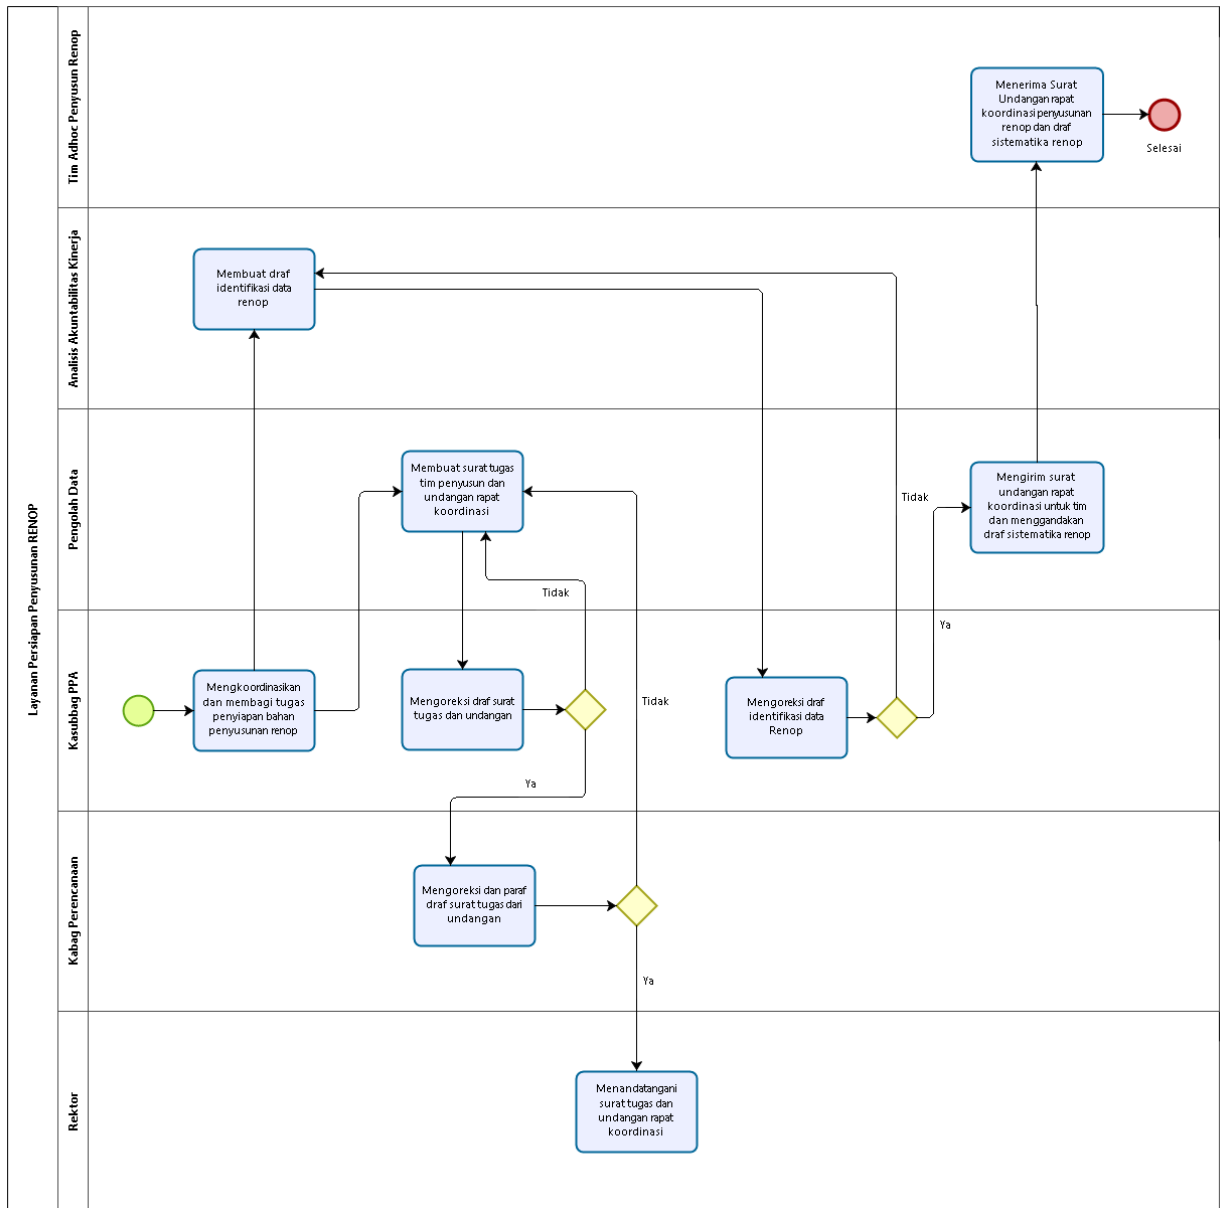 Layanan Persiapan Penyusunan RENOP
Tim Adhoc Penyusun Renop
Menerima Surat
Undangan rapat
koordinasi penyusunan
renop dan draf
sistematika renop
Selesai
Analisis Akuntabilitas Kinerja
Membuat draf
identifikasi data
renop
Pengolah Data
Membuat surat tugas
tim penyusun dan
undangan rapat
koordinasi
Tidak
Tidak
Mengirim surat
undangan rapat
koordinasi untuk tim
dan menggandakan
draf sistematika renop
Kasubbag PPA
Mengkoordinasikan
dan membagi tugas
penyiapan bahan
penyusunan renop
Mengoreksi draf surat
tugas dan undangan
Tidak
Mengoreksi draf
identifikasi data
Renop
Ya
Ya
Kabag Perencanaan
Mengoreksi dan paraf
draf surat tugas dari
undangan
Ya
Rektor
Menandatangani
surat tugas dan
undangan rapat
koordinasi